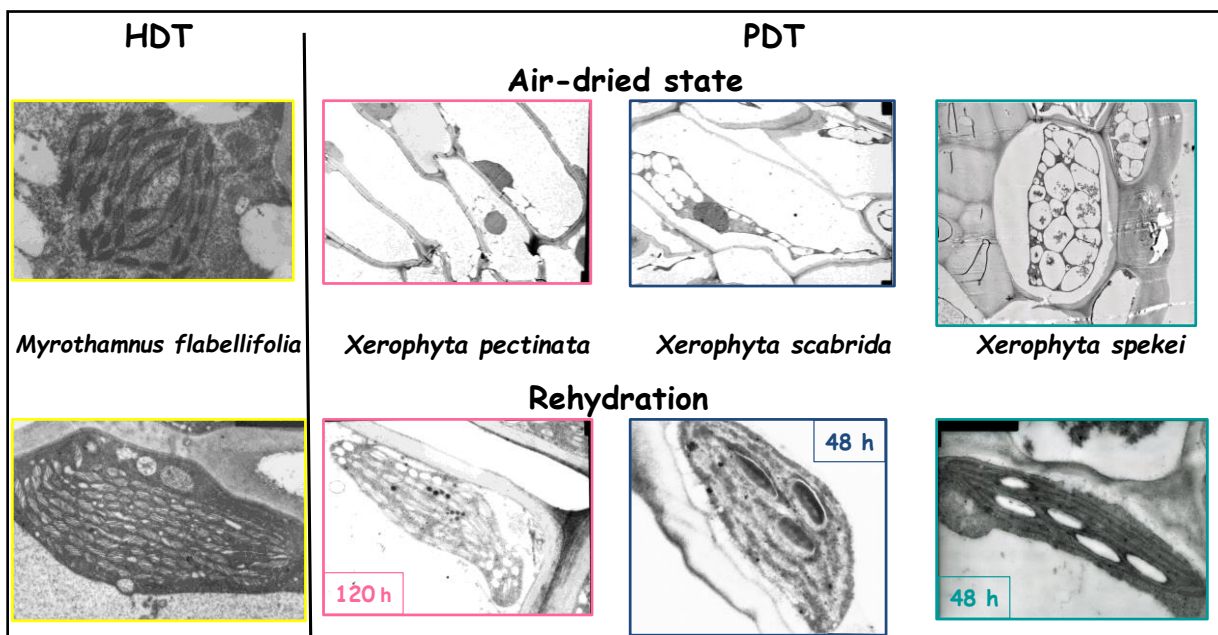 HDT
PDT
Air-dried state
Myrothamnus flabellifolia
Xerophyta pectinata
Xerophyta scabrida
Xerophyta spekei
Rehydration
120 h
48 h
48 h